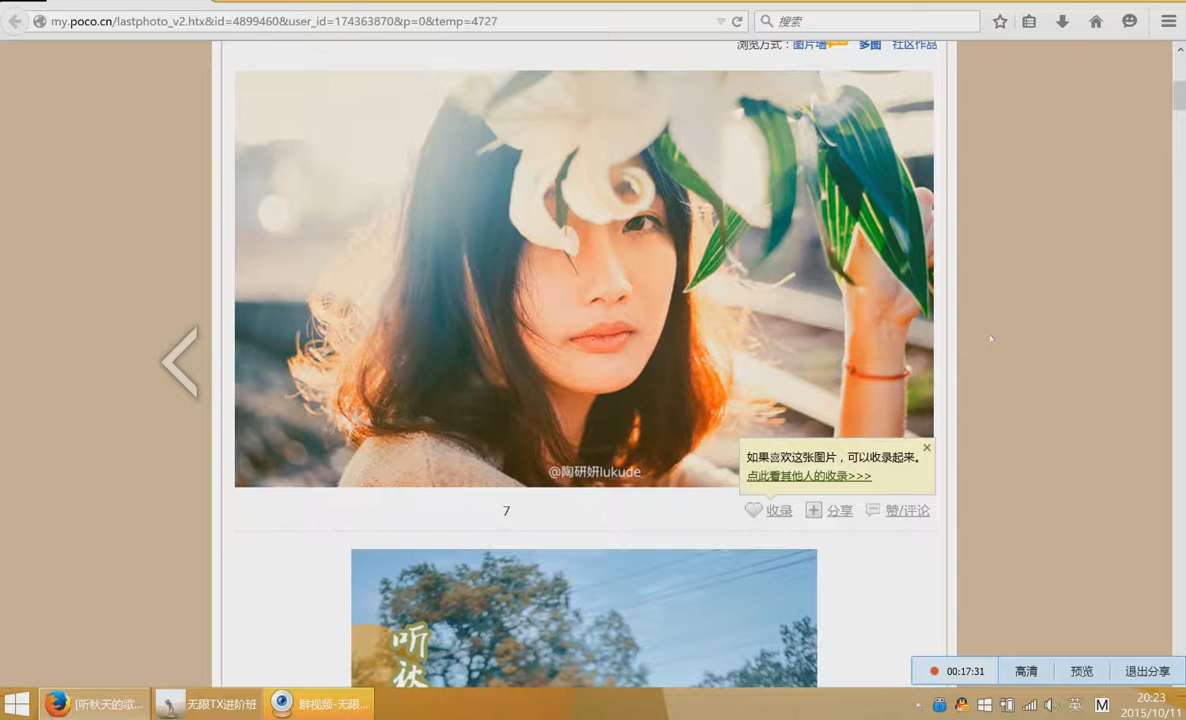 my.poco.cn/lastphoto_v2.htx&id=4899460&user_id=174363870&p=0&temp=4727
搜索
浏览方式：图片墙 多图 社区作品
@陶研妍lukude
如果喜欢这张图片，可以收录起来。
点此看其他人的收录>>>
7
收录 分享 赞/评论
听
秋
00:17:31 高清 预览 退出分享
[听秋天的歌... 无限TX进阶班 群视频-无限...
英 M 20:23
2015/10/11